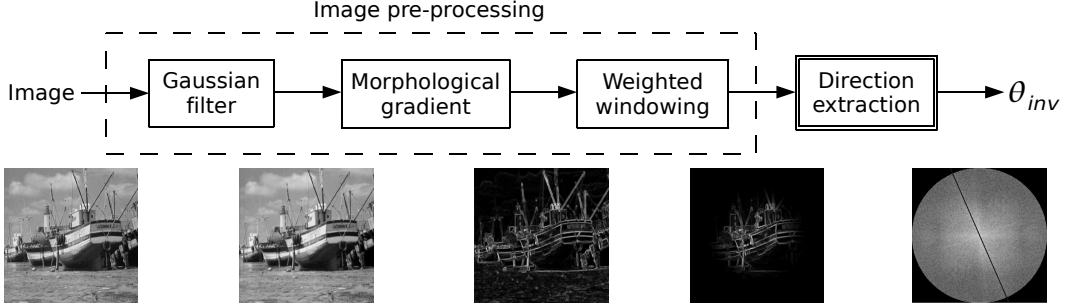 Image pre-processing
Image
Gaussian
filter
Morphological
gradient
Weighted
windowing
Direction
extraction
θinv